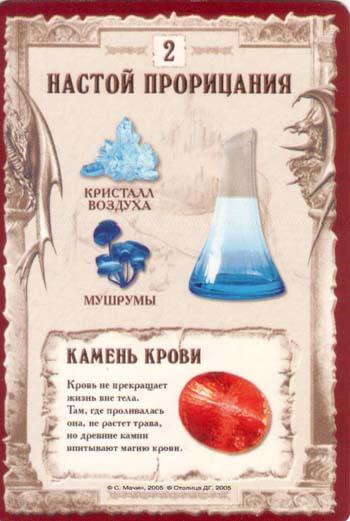 2
НАСТОЙ ПРОРИЦАНИЯ
КРИСТАЛЛ
ВОЗДУХА
МУШРУМЫ
КАМЕНЬ КРОВИ
Кровь не прекращает
жизнь вне тела.
Там, где проливалась
она, не растет трава,
но древние камни
впитывают магию крови.
© С. Мачин, 2005 © Столица ДГ, 2005